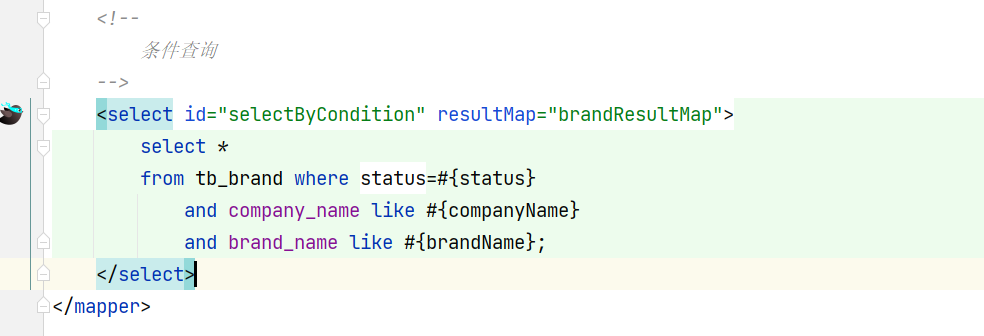 <!--
    条件查询
-->
<select id="selectByCondition" resultMap="brandResultMap">
    select *
    from tb_brand where status=#{status}
        and company_name like #{companyName}
        and brand_name like #{brandName};
</select>
</mapper>